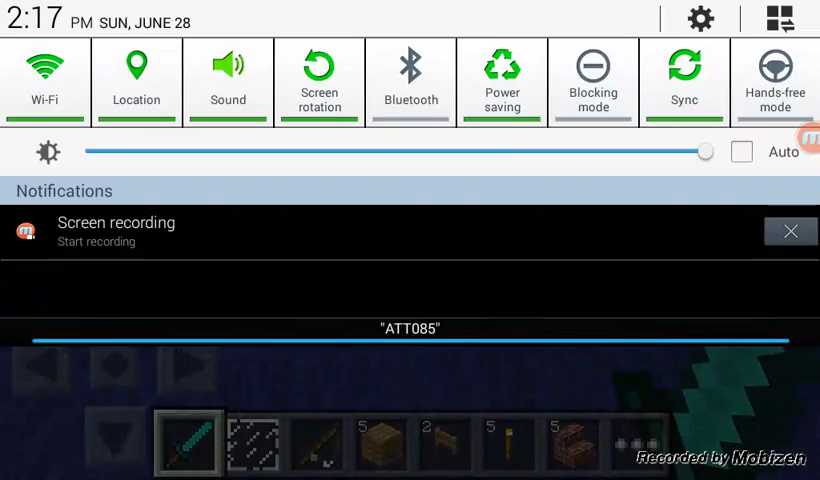 2:17 PM SUN, JUNE 28
Wi-Fi
Location
Sound
Screen
rotation
Bluetooth
Power
saving
Blocking
mode
Sync
Hands-free
mode
Auto
Notifications
Screen recording
Start recording
"ATT085"
5
2
5
5
Recorded by Mobizen